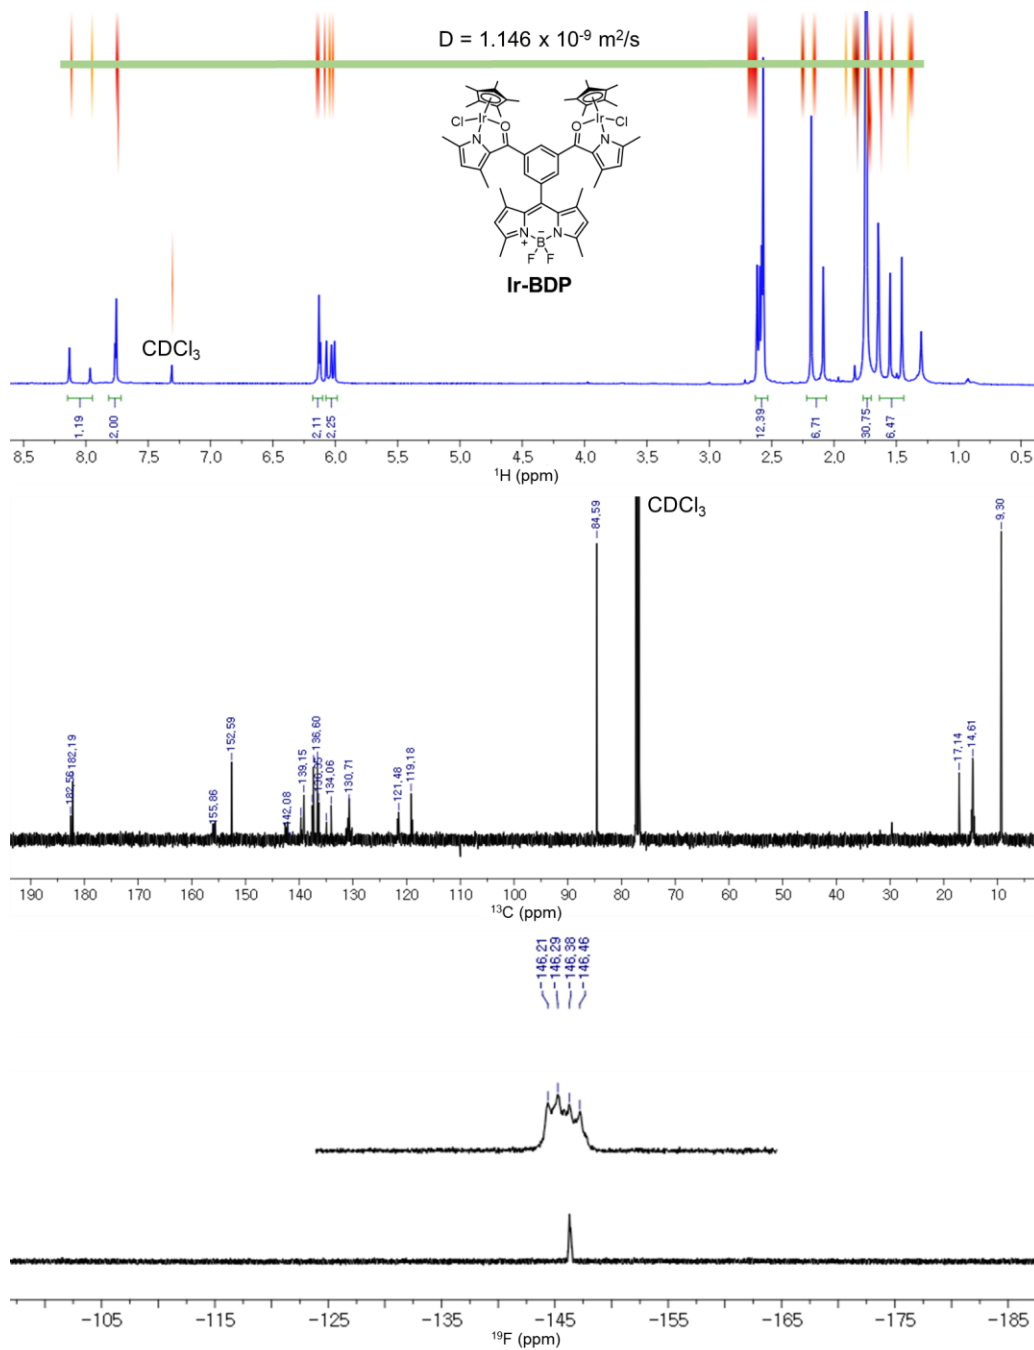 D = 1.146 x 10⁻⁹ m²/s
Ir Ir
Cl Cl
O O
N N
N N
+ B −
F F
Ir-BDP
CDCl₃
1,19 2,00 2,11 2,25 12,39 6,71 30,75 6,47
8,5 8,0 7,5 7,0 6,5 6,0 5,5 5,0 4,5 4,0 3,5 3,0 2,5 2,0 1,5 1,0 0,5
¹H (ppm)
CDCl₃
182,56 182,19 155,86 152,59 142,08 139,15 136,60 134,06 130,71 121,48 119,18 84,59 17,14 14,61 9,30
190 180 170 160 150 140 130 120 110 100 90 80 70 60 50 40 30 20 10
¹³C (ppm)
−146,21 −146,29 −146,38 −146,46
−105 −115 −125 −135 −145 −155 −165 −175 −185
¹⁹F (ppm)